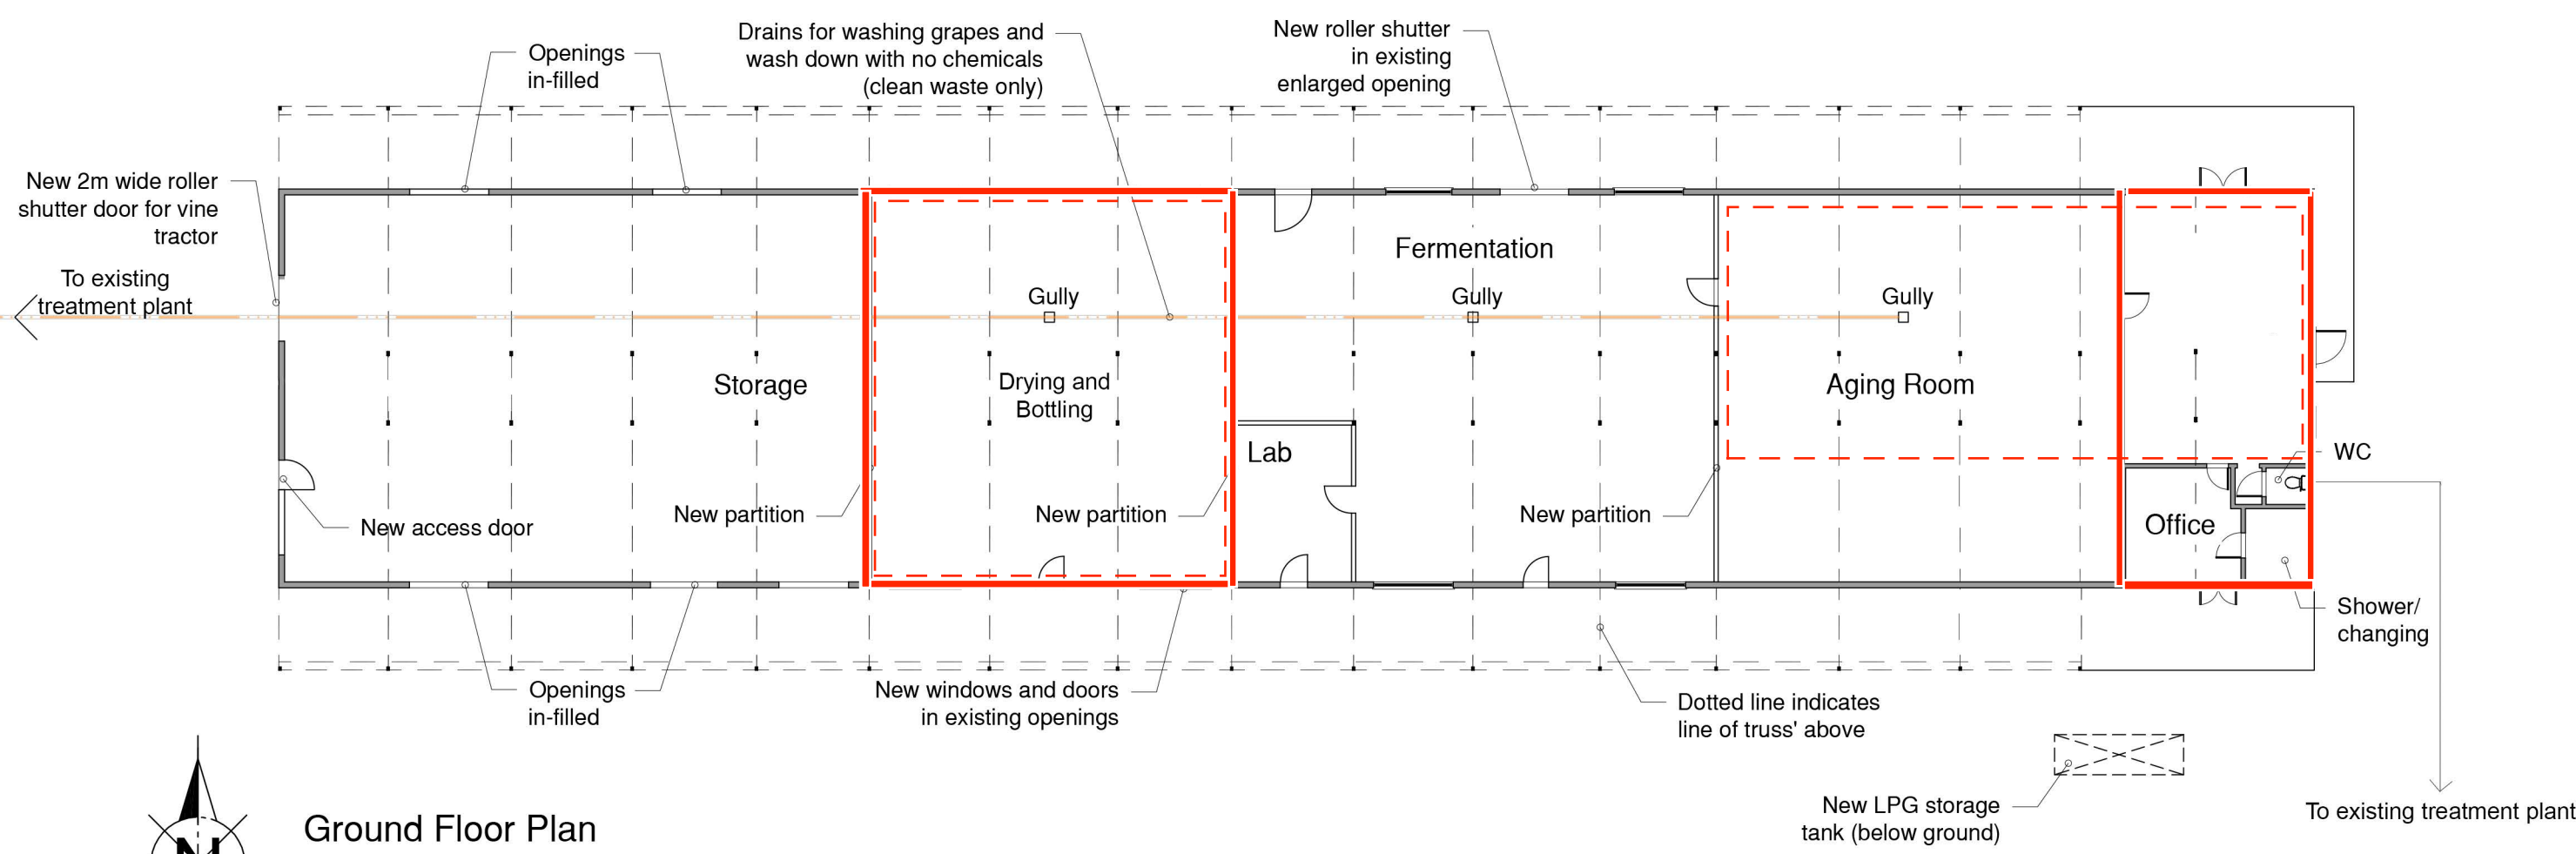 Openings
in-filled
Drains for washing grapes and
wash down with no chemicals
(clean waste only)
New roller shutter
in existing
enlarged opening
New 2m wide roller
shutter door for vine
tractor
To existing
treatment plant
Fermentation
Gully
Gully
Gully
Storage
Drying and
Bottling
Aging Room
Lab
WC
New access door
New partition
New partition
New partition
Office
Shower/
changing
Openings
in-filled
New windows and doors
in existing openings
Dotted line indicates
line of truss' above
New LPG storage
tank (below ground)
To existing treatment plant
Ground Floor Plan
N